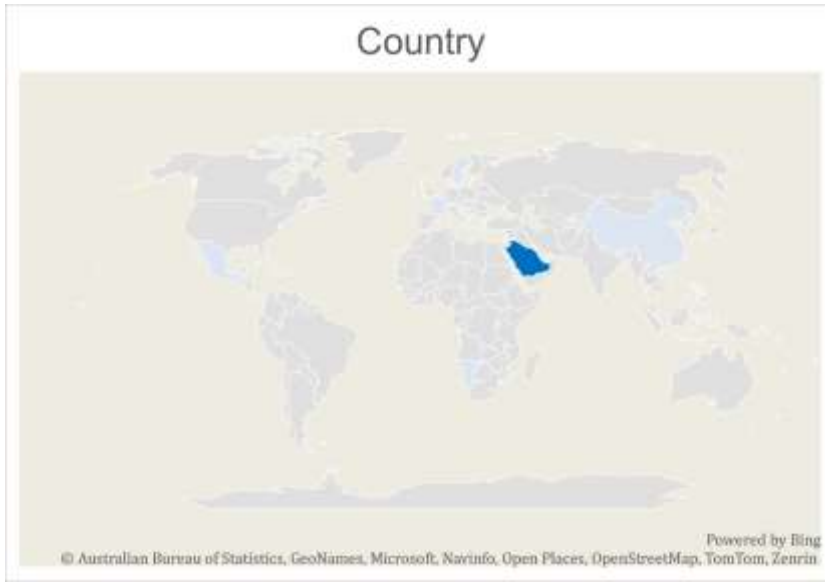 Country
Powered by Bing
© Australian Bureau of Statistics, GeoNames, Microsoft, Navinfo, Open Places, OpenStreetMap, TomTom, Zenrin